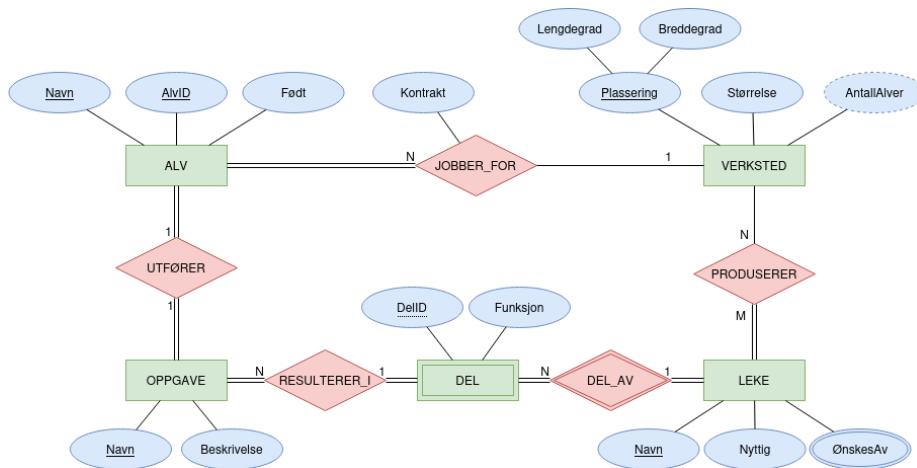 Lengdegrad Breddegrad
Navn AlvID Født Kontrakt Plassering Størrelse AntallAlver
ALV N JOBBER_FOR 1 VERKSTED
1 N
UTFØRER PRODUSERER
1 M
DelID Funksjon
OPPGAVE N RESULTERER_I 1 DEL N DEL_AV 1 LEKE
Navn Beskrivelse Navn Nyttig ØnskesAv